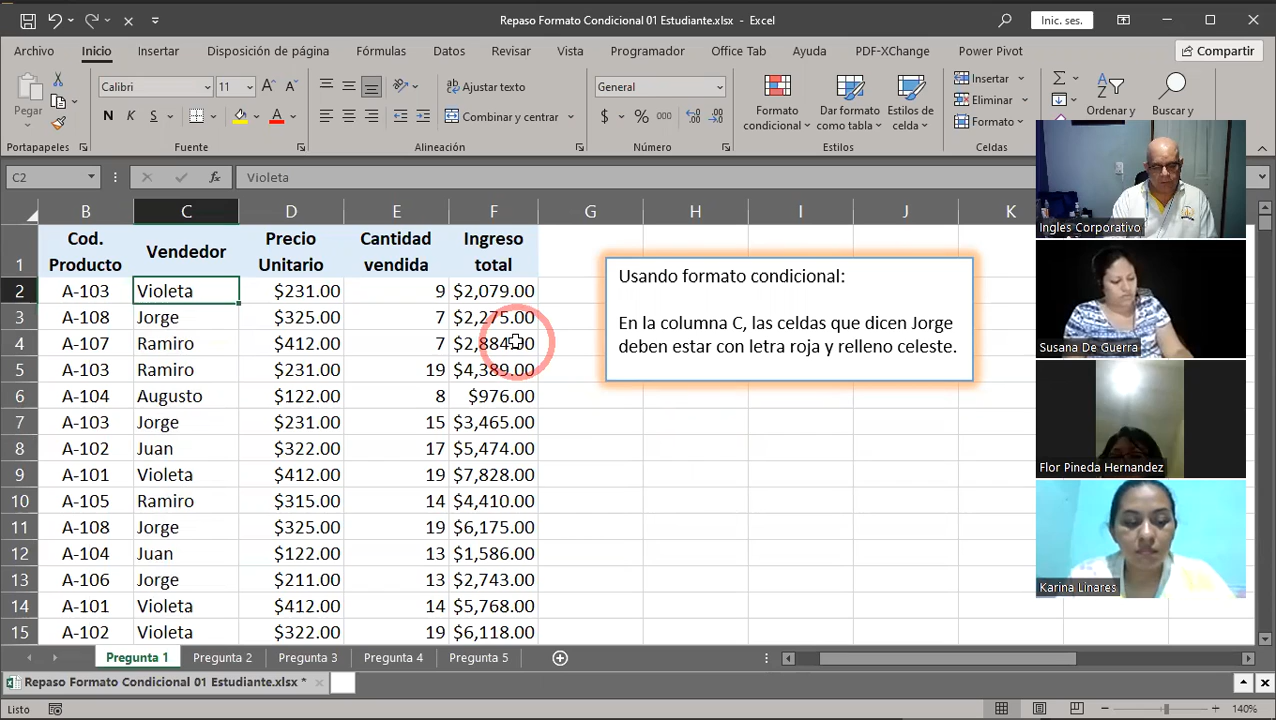 Repaso Formato Condicional 01 Estudiante.xlsx - Excel
Inic. ses.
Archivo Inicio Insertar Disposición de página Fórmulas Datos Revisar Vista Programador Office Tab Ayuda PDF-XChange Power Pivot Compartir
Pegar
Calibri 11
N K S
Ajustar texto
Combinar y centrar
General
$ % 000
Formato condicional
Dar formato como tabla
Estilos de celda
Insertar
Eliminar
Formato
Ordenar y
Buscar y
Portapapeles Fuente Alineación Número Estilos Celdas
C2 fx Violeta
B C D E F G H I J K
1 Cod. Producto Vendedor Precio Unitario Cantidad vendida Ingreso total
2 A-103 Violeta $231.00 9 $2,079.00
3 A-108 Jorge $325.00 7 $2,275.00
4 A-107 Ramiro $412.00 7 $2,884.00
5 A-103 Ramiro $231.00 19 $4,389.00
6 A-104 Augusto $122.00 8 $976.00
7 A-103 Jorge $231.00 15 $3,465.00
8 A-102 Juan $322.00 17 $5,474.00
9 A-101 Violeta $412.00 19 $7,828.00
10 A-105 Ramiro $315.00 14 $4,410.00
11 A-108 Jorge $325.00 19 $6,175.00
12 A-104 Juan $122.00 13 $1,586.00
13 A-106 Jorge $211.00 13 $2,743.00
14 A-101 Violeta $412.00 14 $5,768.00
15 A-102 Violeta $322.00 19 $6,118.00
Usando formato condicional:
En la columna C, las celdas que dicen Jorge
deben estar con letra roja y relleno celeste.
Ingles Corporativo
Susana De Guerra
Flor Pineda Hernandez
Karina Linares
Pregunta 1 Pregunta 2 Pregunta 3 Pregunta 4 Pregunta 5
Repaso Formato Condicional 01 Estudiante.xlsx *
Listo
140%